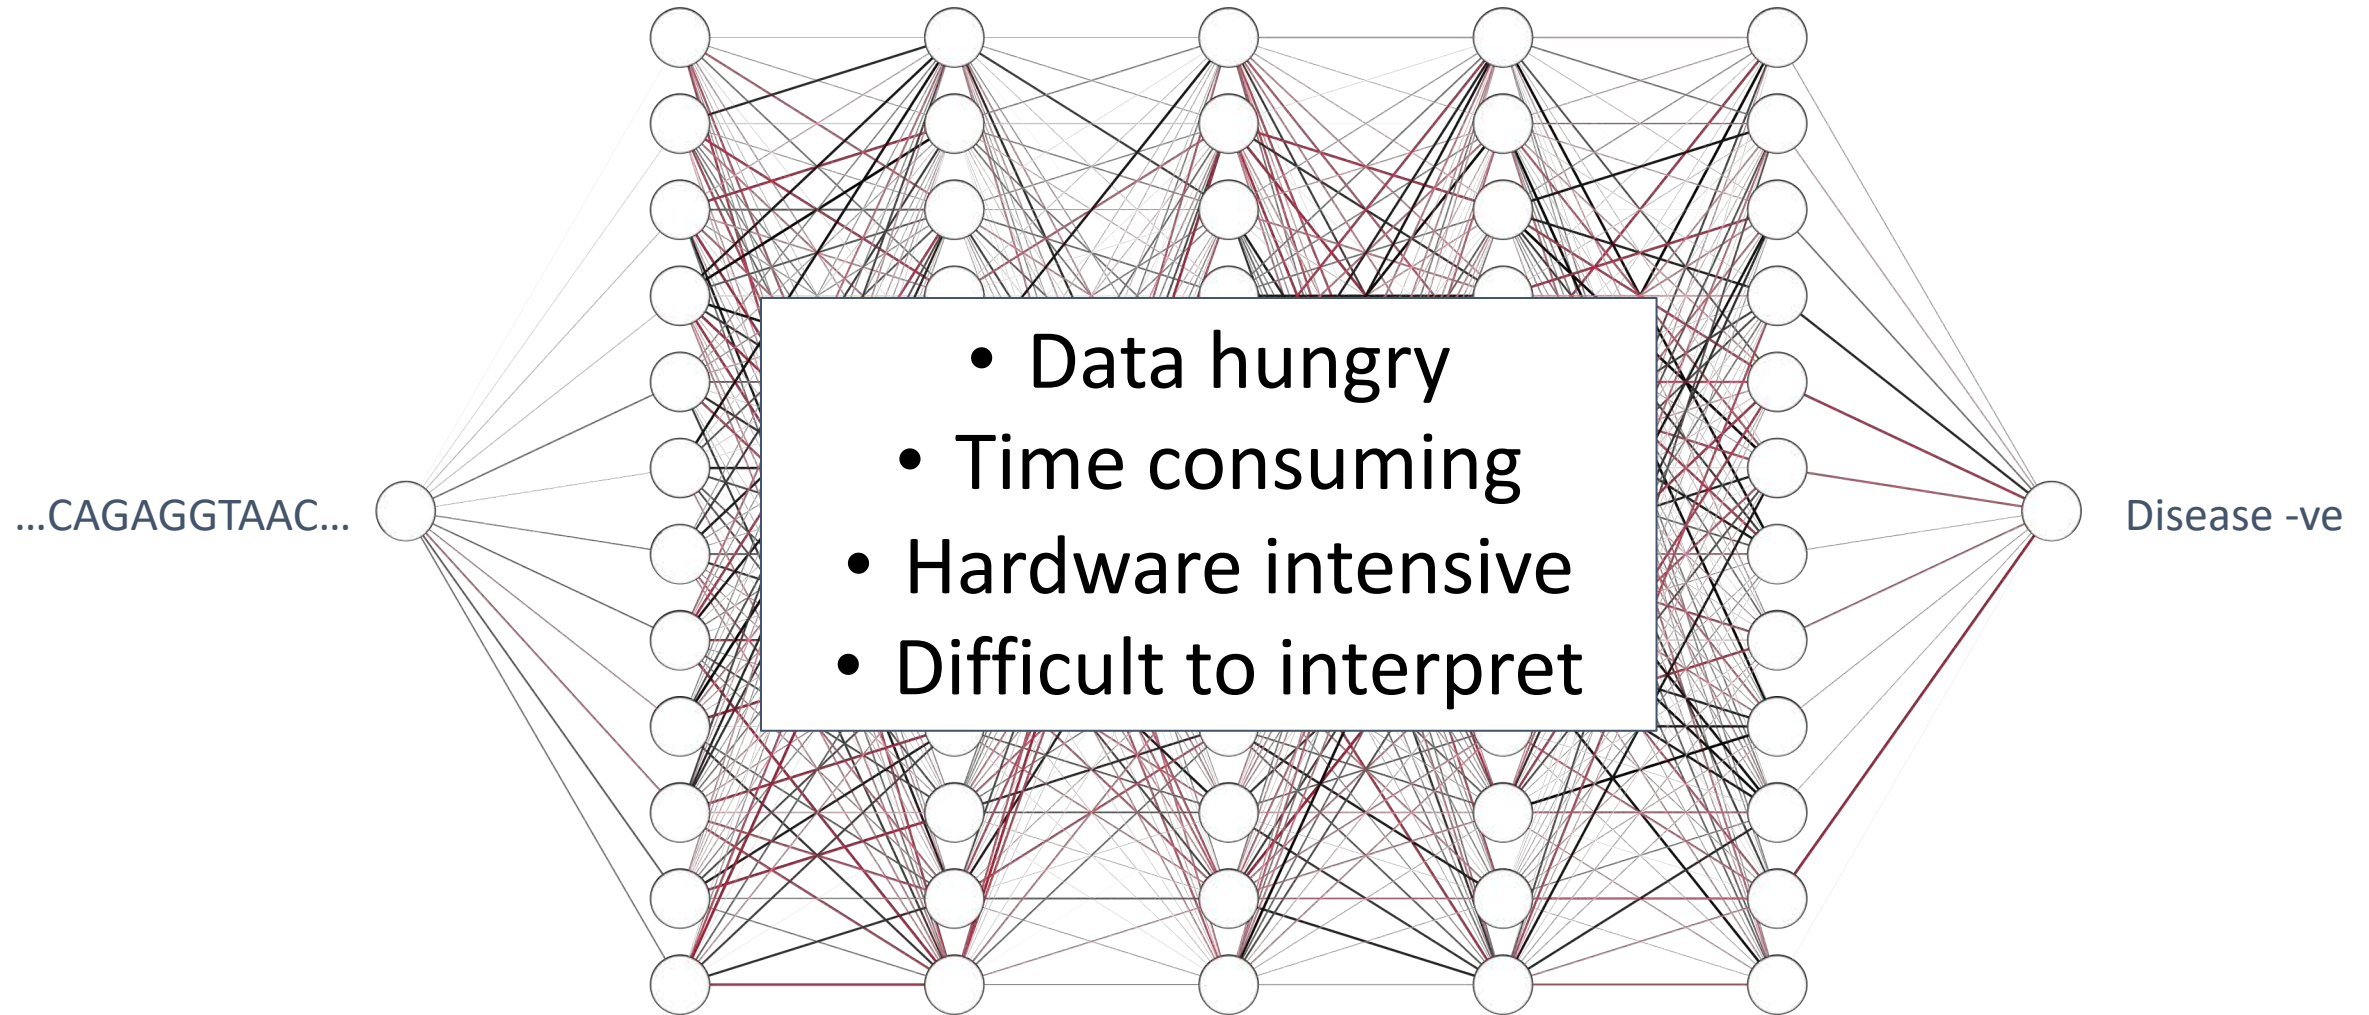 ...CAGAGGTAAC...
• Data hungry
• Time consuming
• Hardware intensive
• Difficult to interpret
Disease -ve